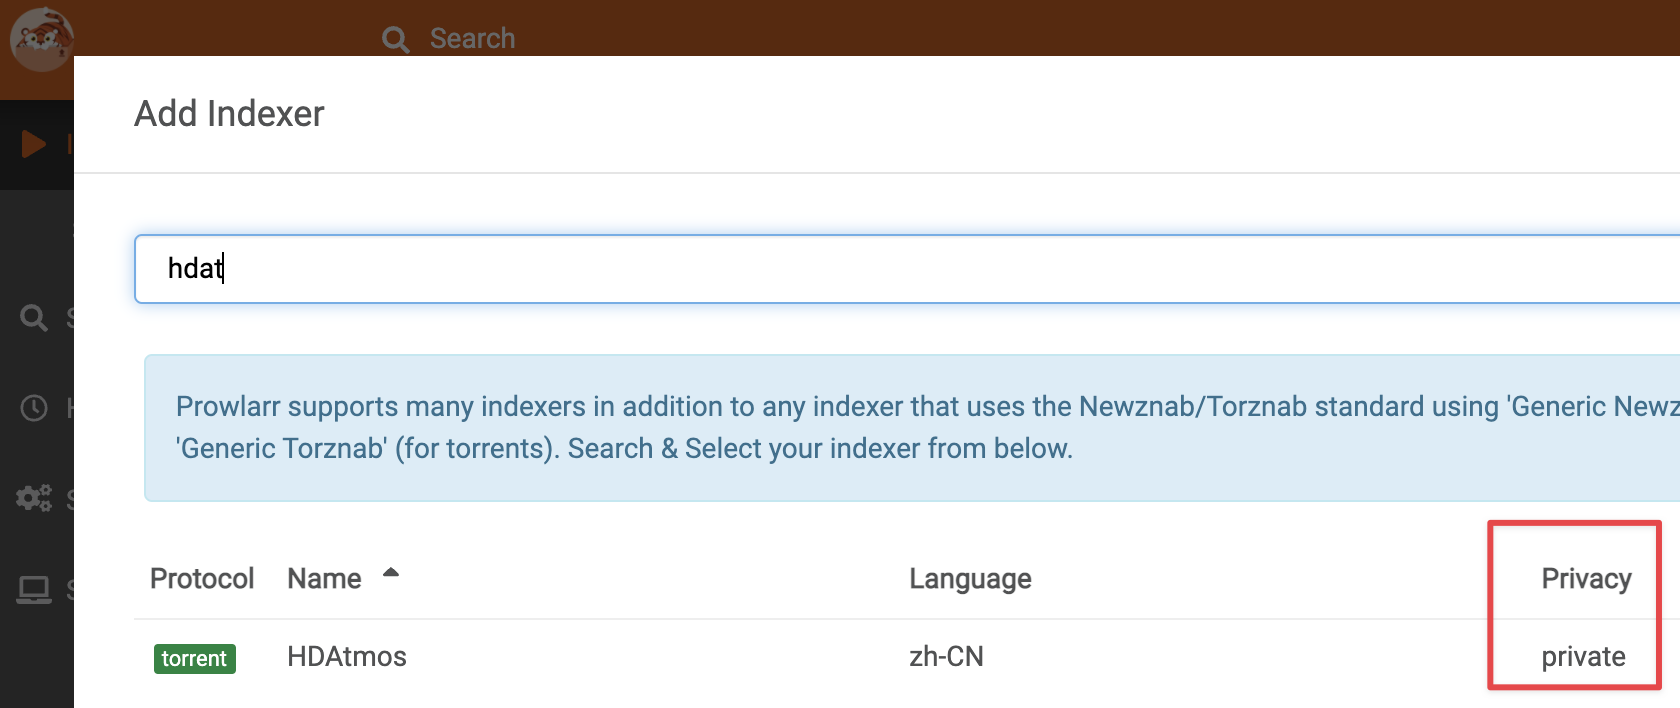 Search
Add Indexer
hdat
Prowlarr supports many indexers in addition to any indexer that uses the Newznab/Torznab standard using 'Generic Newz
'Generic Torznab' (for torrents). Search & Select your indexer from below.
Protocol Name Language Privacy
torrent HDAtmos zh-CN private